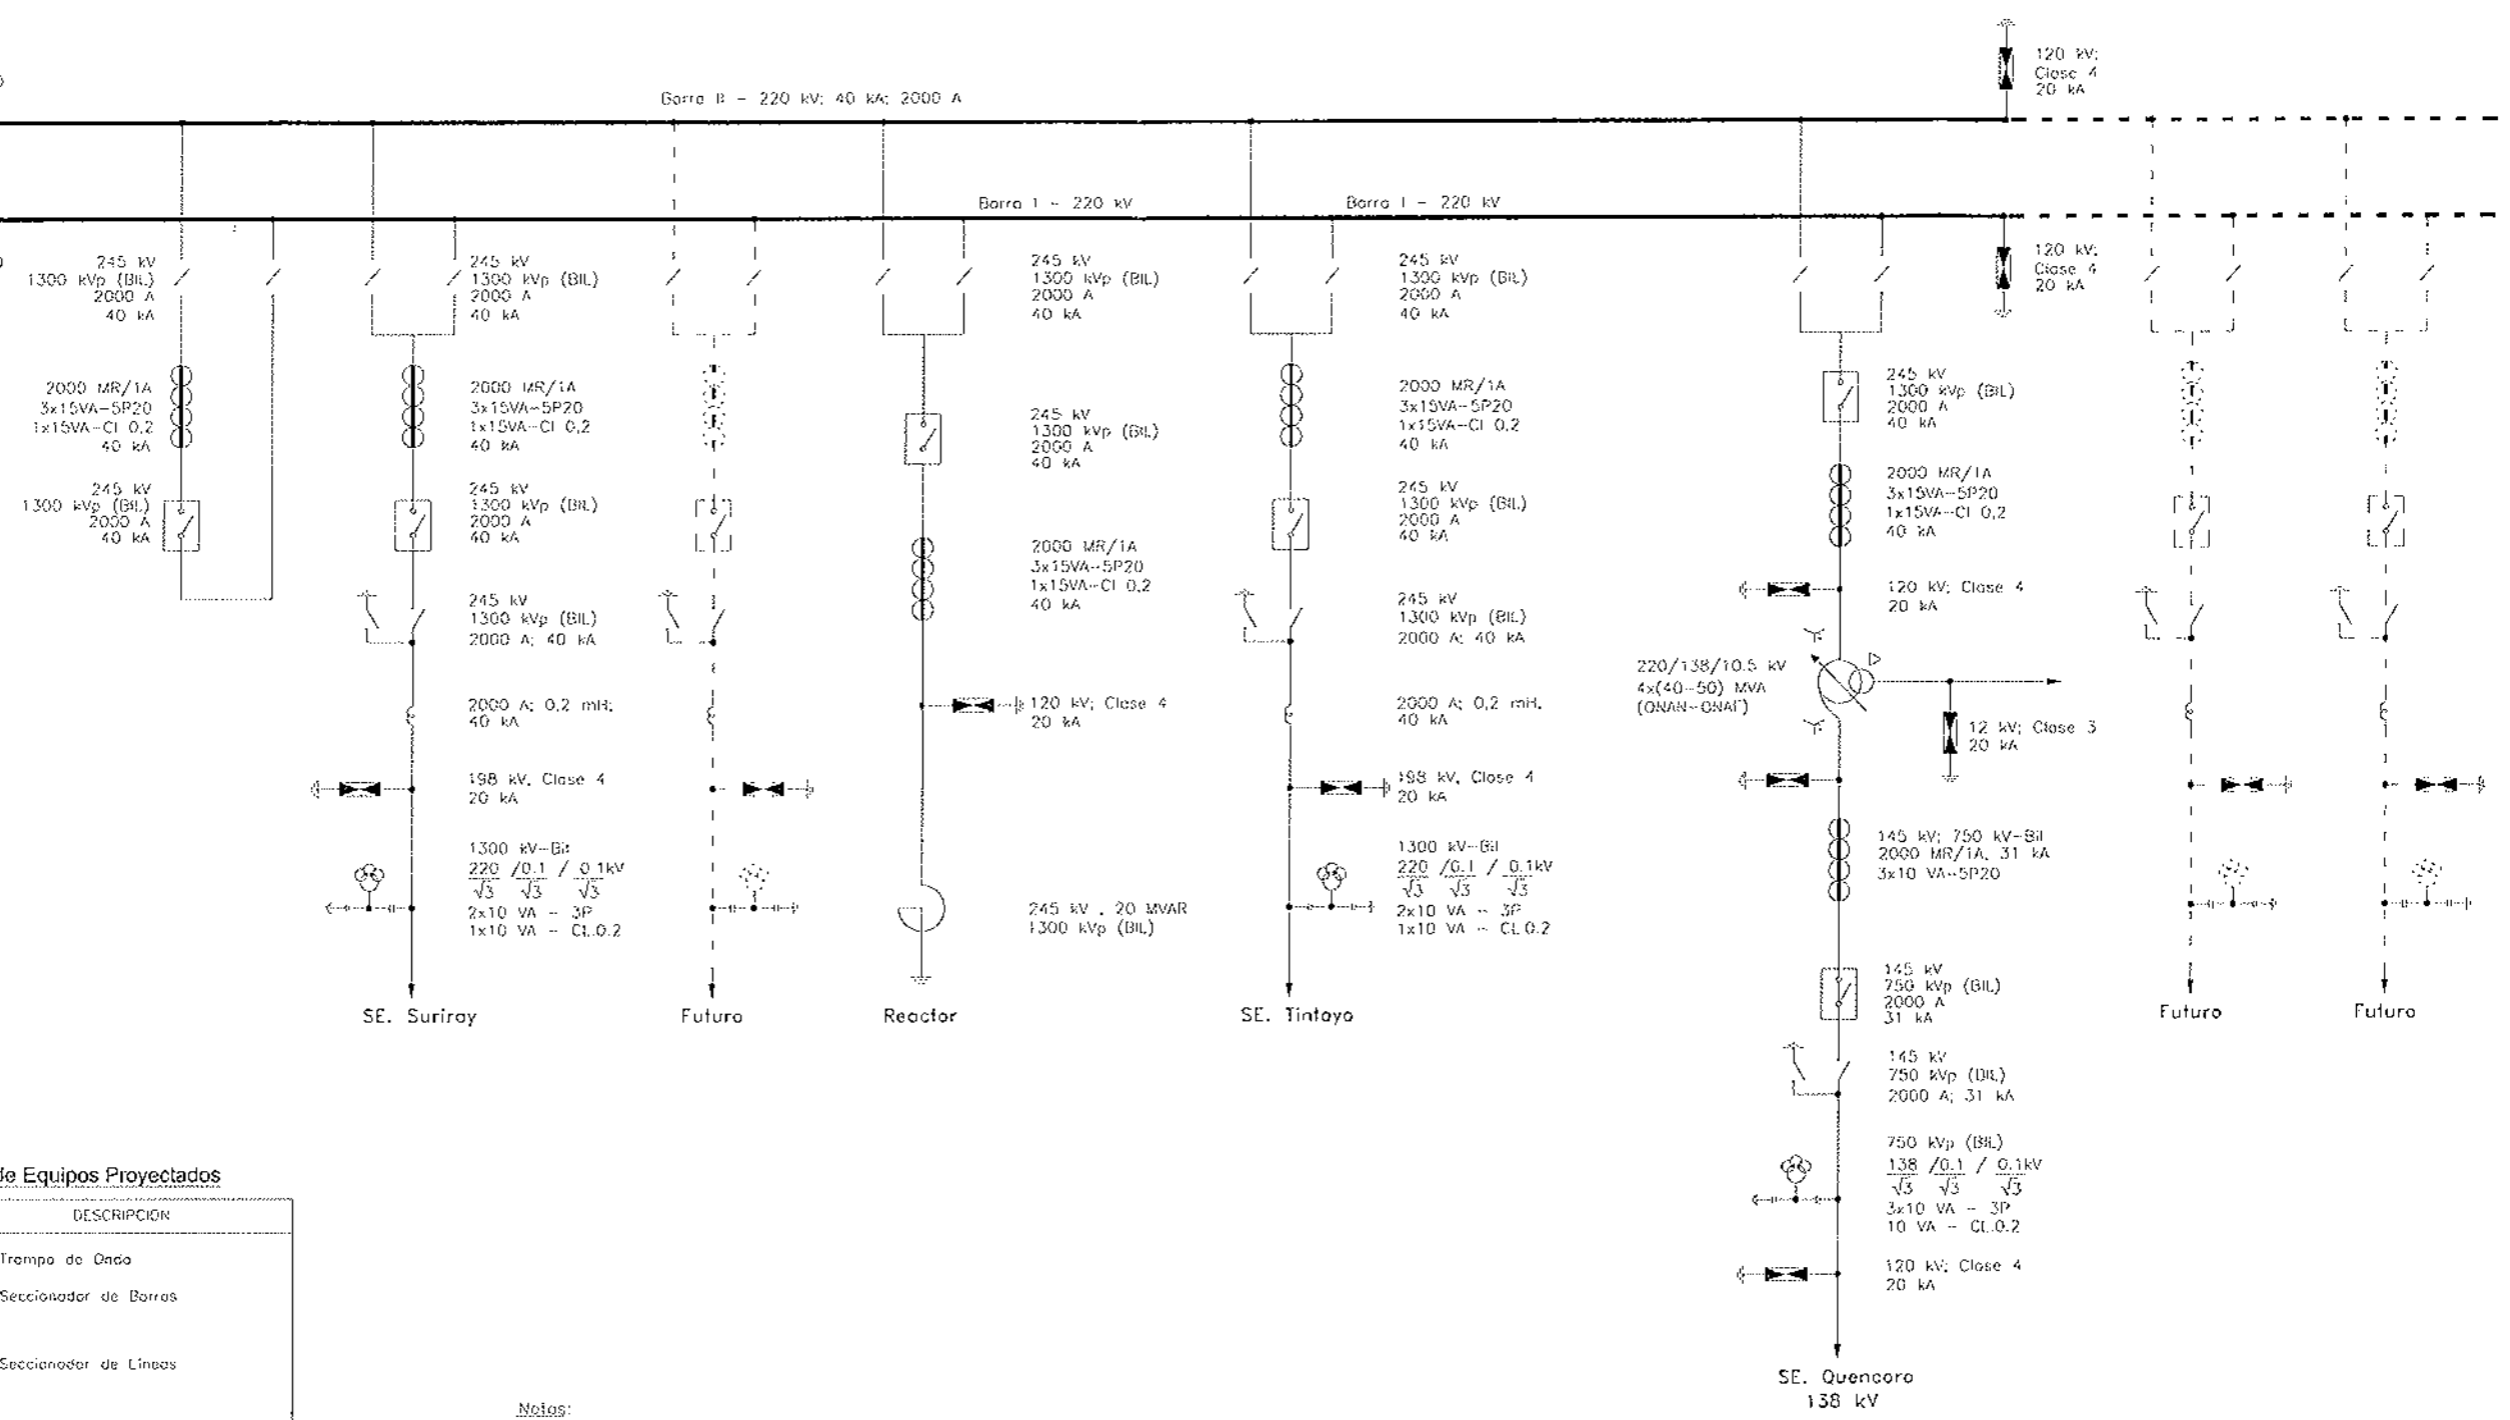 120 kV;
Clase 4
20 kA
Barra II - 220 kV; 40 kA; 2000 A
Barra I - 220 kV
Barra I - 220 kV
120 kV;
Clase 4
20 kA
245 kV
1300 kVp (BIL)
2000 A
40 kA
2000 MR/1A
3x15VA-5P20
1x15VA-Cl 0,2
40 kA
245 kV
1300 kVp (BIL)
2000 A
40 kA
245 kV
1300 kVp (BIL)
2000 A
40 kA
2000 MR/1A
3x15VA-5P20
1x15VA-Cl 0,2
40 kA
245 kV
1300 kVp (BIL)
2000 A
40 kA
245 kV
1300 kVp (BIL)
2000 A; 40 kA
2000 A; 0,2 mH;
40 kA
198 kV, Clase 4
20 kA
1300 kV-Bil
220 /0.1 / 0.1kV
√3 √3 √3
2x10 VA - 3P
1x10 VA - CL.0.2
SE. Suriray
Futuro
245 kV
1300 kVp (BIL)
2000 A
40 kA
245 kV
1300 kVp (BIL)
2000 A
40 kA
2000 MR/1A
3x15VA-5P20
1x15VA-Cl 0,2
40 kA
120 kV; Clase 4
20 kA
245 kV , 20 MVAR
1300 kVp (BIL)
Reactor
245 kV
1300 kVp (BIL)
2000 A
40 kA
2000 MR/1A
3x15VA-5P20
1x15VA-Cl 0,2
40 kA
245 kV
1300 kVp (BIL)
2000 A
40 kA
245 kV
1300 kVp (BIL)
2000 A; 40 kA
2000 A; 0,2 mH,
40 kA
198 kV, Clase 4
20 kA
1300 kV-Bil
220 /0.1 / 0.1kV
√3 √3 √3
2x10 VA - 3P
1x10 VA - CL.0.2
SE. Tintaya
245 kV
1300 kVp (BIL)
2000 A
40 kA
2000 MR/1A
3x15VA-5P20
1x15VA-Cl 0,2
40 kA
120 kV; Clase 4
20 kA
220/138/10.5 kV
4x(40-50) MVA
(ONAN-ONAF)
12 kV; Clase 3
20 kA
145 kV; 750 kV-Bil
2000 MR/1A, 31 kA
3x10 VA-5P20
145 kV
750 kVp (BIL)
2000 A
31 kA
145 kV
750 kVp (BIL)
2000 A; 31 kA
750 kVp (BIL)
138 /0.1 / 0.1kV
√3 √3 √3
3x10 VA - 3P
10 VA - CL.0.2
120 kV; Clase 4
20 kA
SE. Quencoro
138 kV
Futuro
Futuro
de Equipos Proyectados
DESCRIPCION
Trampa de Onda
Seccionador de Barras
Seccionador de Lineas
Notas: